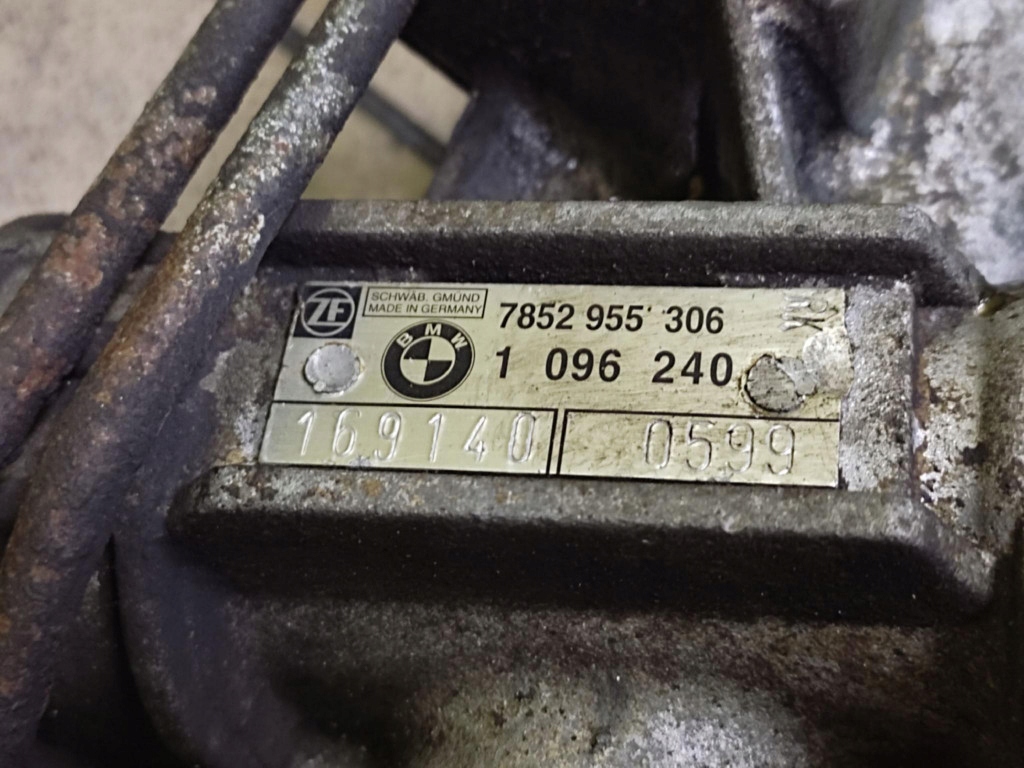 ZF
SCHWÄB. GMÜND
MADE IN GERMANY
7852 955 306
BMW
1 096 240
169140
0599